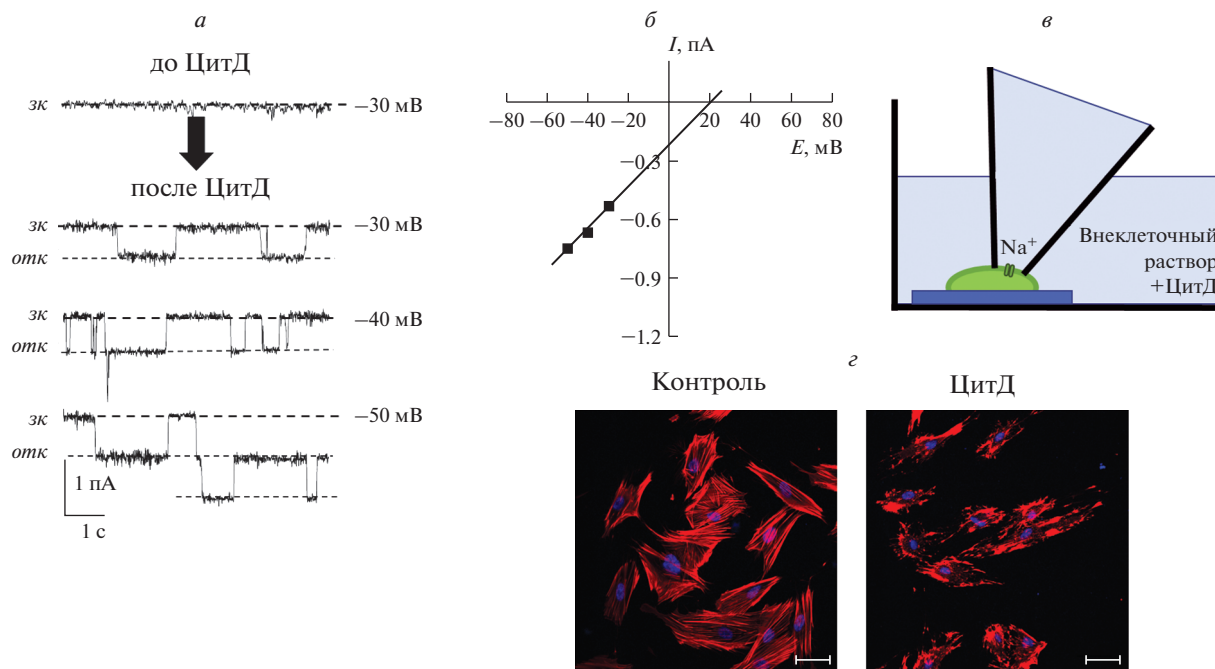 а
до ЦитД
зк
−30 мВ
после ЦитД
зк
−30 мВ
отк
зк
−40 мВ
отк
зк
−50 мВ
отк
1 пА
1 с
б
I, пА
−80 −60 −40 −20 0 20 40 60 80
E, мВ
−0.3
−0.6
−0.9
−1.2
в
Na+
Внеклеточный
раствор
+ЦитД
г
Контроль
ЦитД